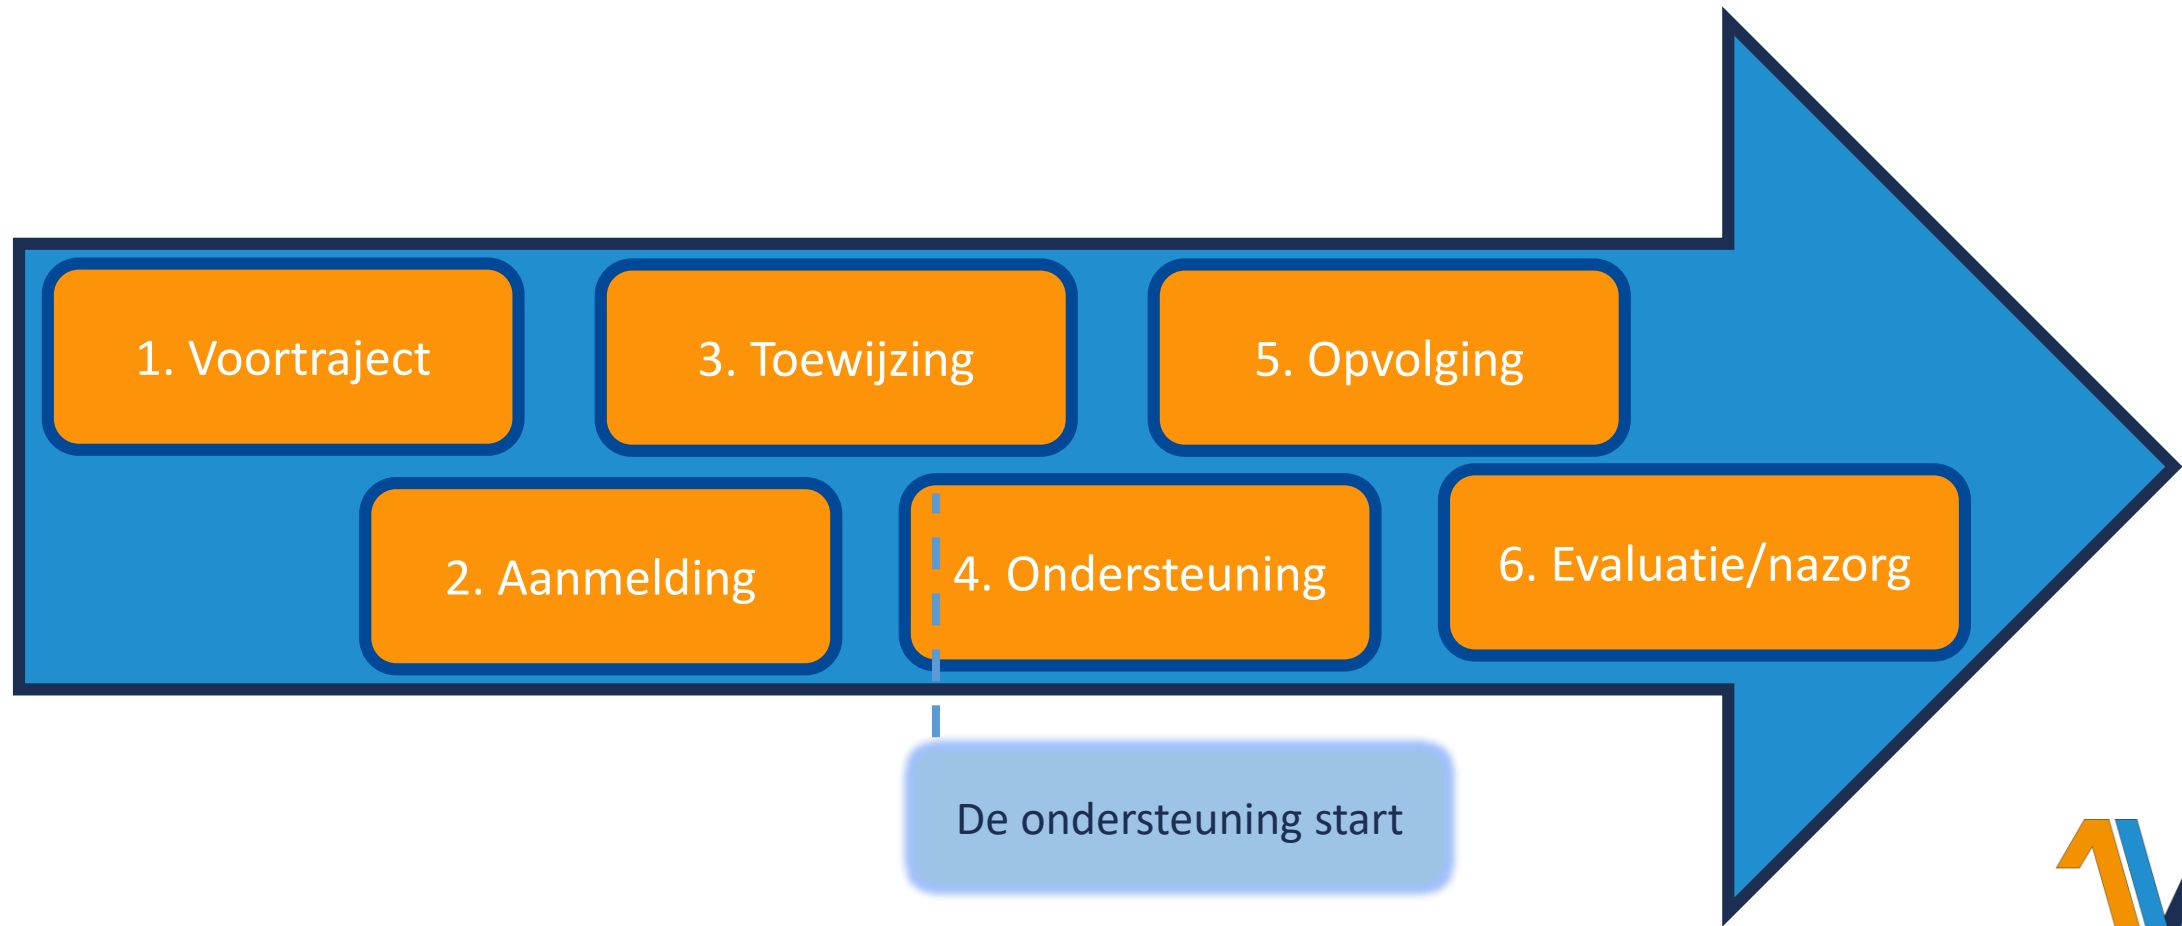 1. Voortraject
2. Aanmelding
3. Toewijzing
4. Ondersteuning
5. Opvolging
6. Evaluatie/nazorg
De ondersteuning start